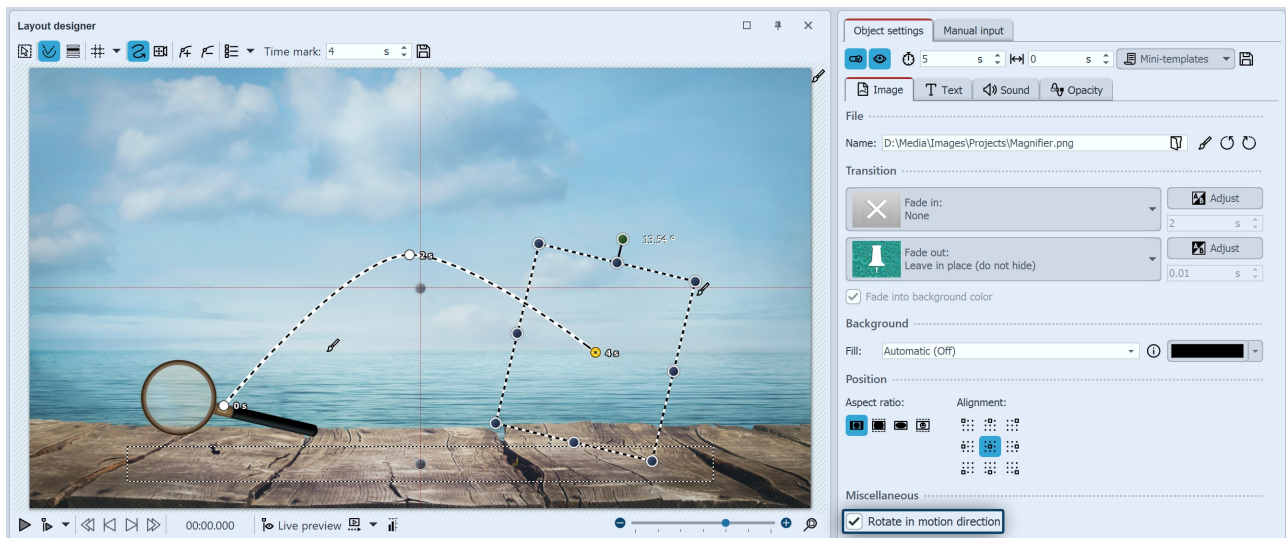 Layout designer
Time mark: 4 s
13.54 °
2 s
4 s
0 s
00:00.000 Live preview
Object settings Manual input
5 s 0 s Mini-templates
Image Text Sound Opacity
File
Name: D:\Media\Images\Projects\Magnifier.png
Transition
Fade in:
None
Adjust
2 s
Fade out:
Leave in place (do not hide)
Adjust
0.01 s
Fade into background color
Background
Fill: Automatic (Off)
Position
Aspect ratio: Alignment:
Miscellaneous
Rotate in motion direction